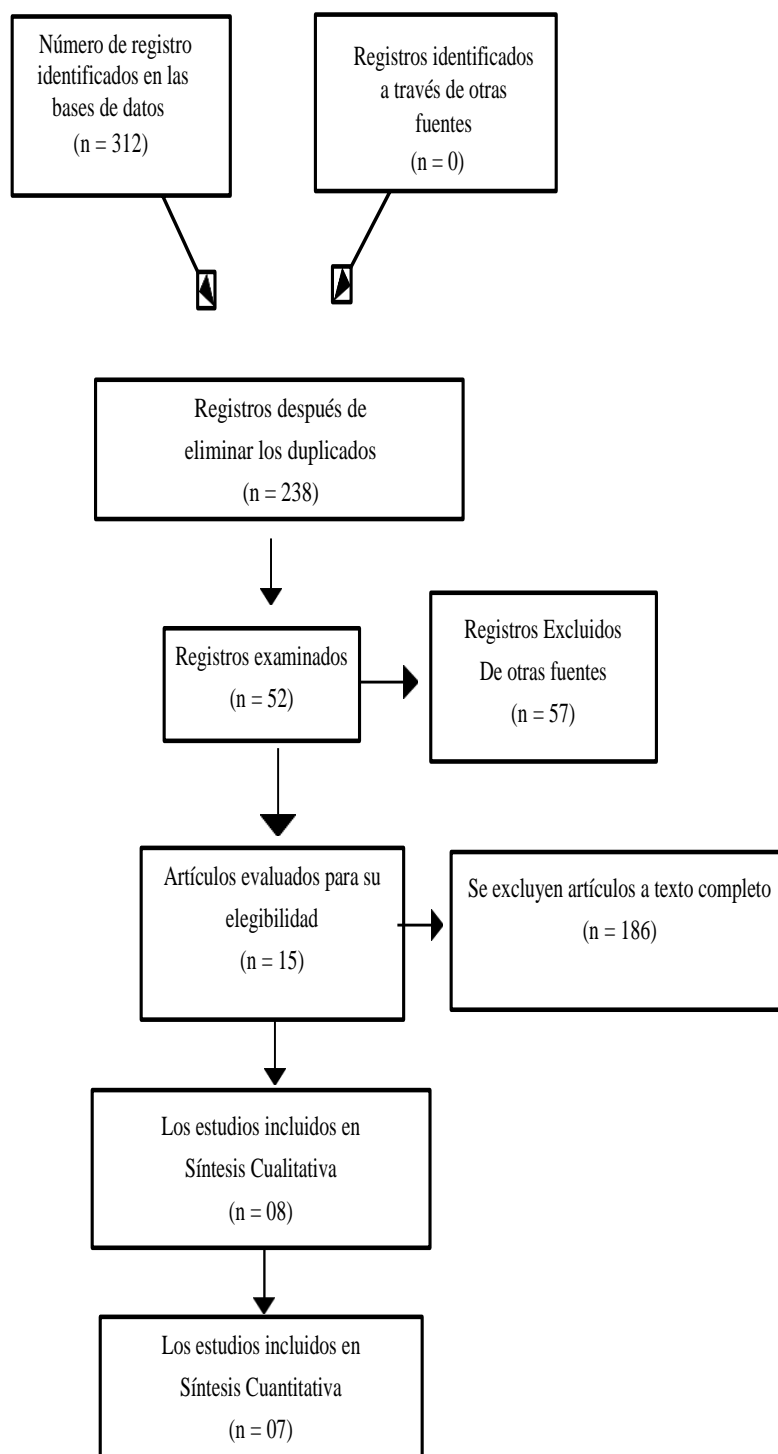 Número de registro
identificados en las
bases de datos
(n = 312)
Registros identificados
a través de otras
fuentes
(n = 0)
Registros después de
eliminar los duplicados
(n = 238)
Registros examinados
(n = 52)
Registros Excluidos
De otras fuentes
(n = 57)
Artículos evaluados para su
elegibilidad
(n = 15)
Se excluyen artículos a texto completo
(n = 186)
Los estudios incluidos en
Síntesis Cualitativa
(n = 08)
Los estudios incluidos en
Síntesis Cuantitativa
(n = 07)